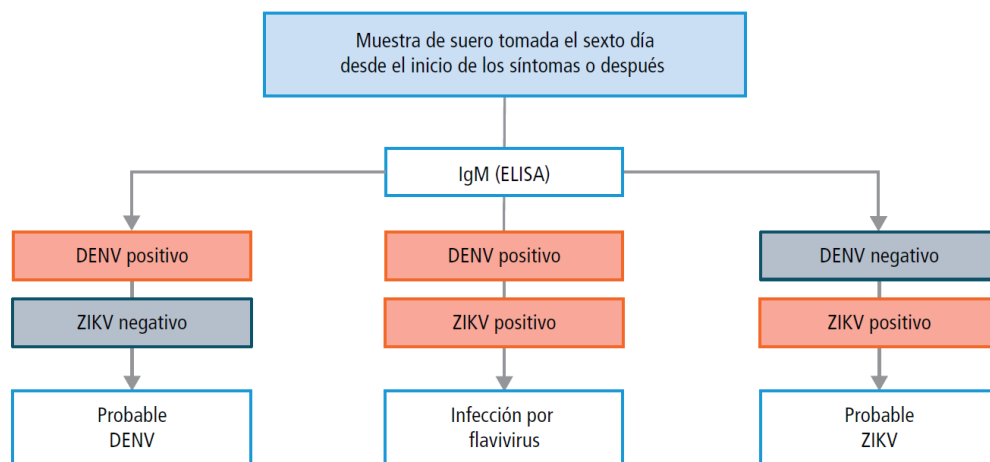 Muestra de suero tomada el sexto día
desde el inicio de los síntomas o después
IgM (ELISA)
DENV positivo
ZIKV negativo
Probable
DENV
DENV positivo
ZIKV positivo
Infección por
flavivirus
DENV negativo
ZIKV positivo
Probable
ZIKV